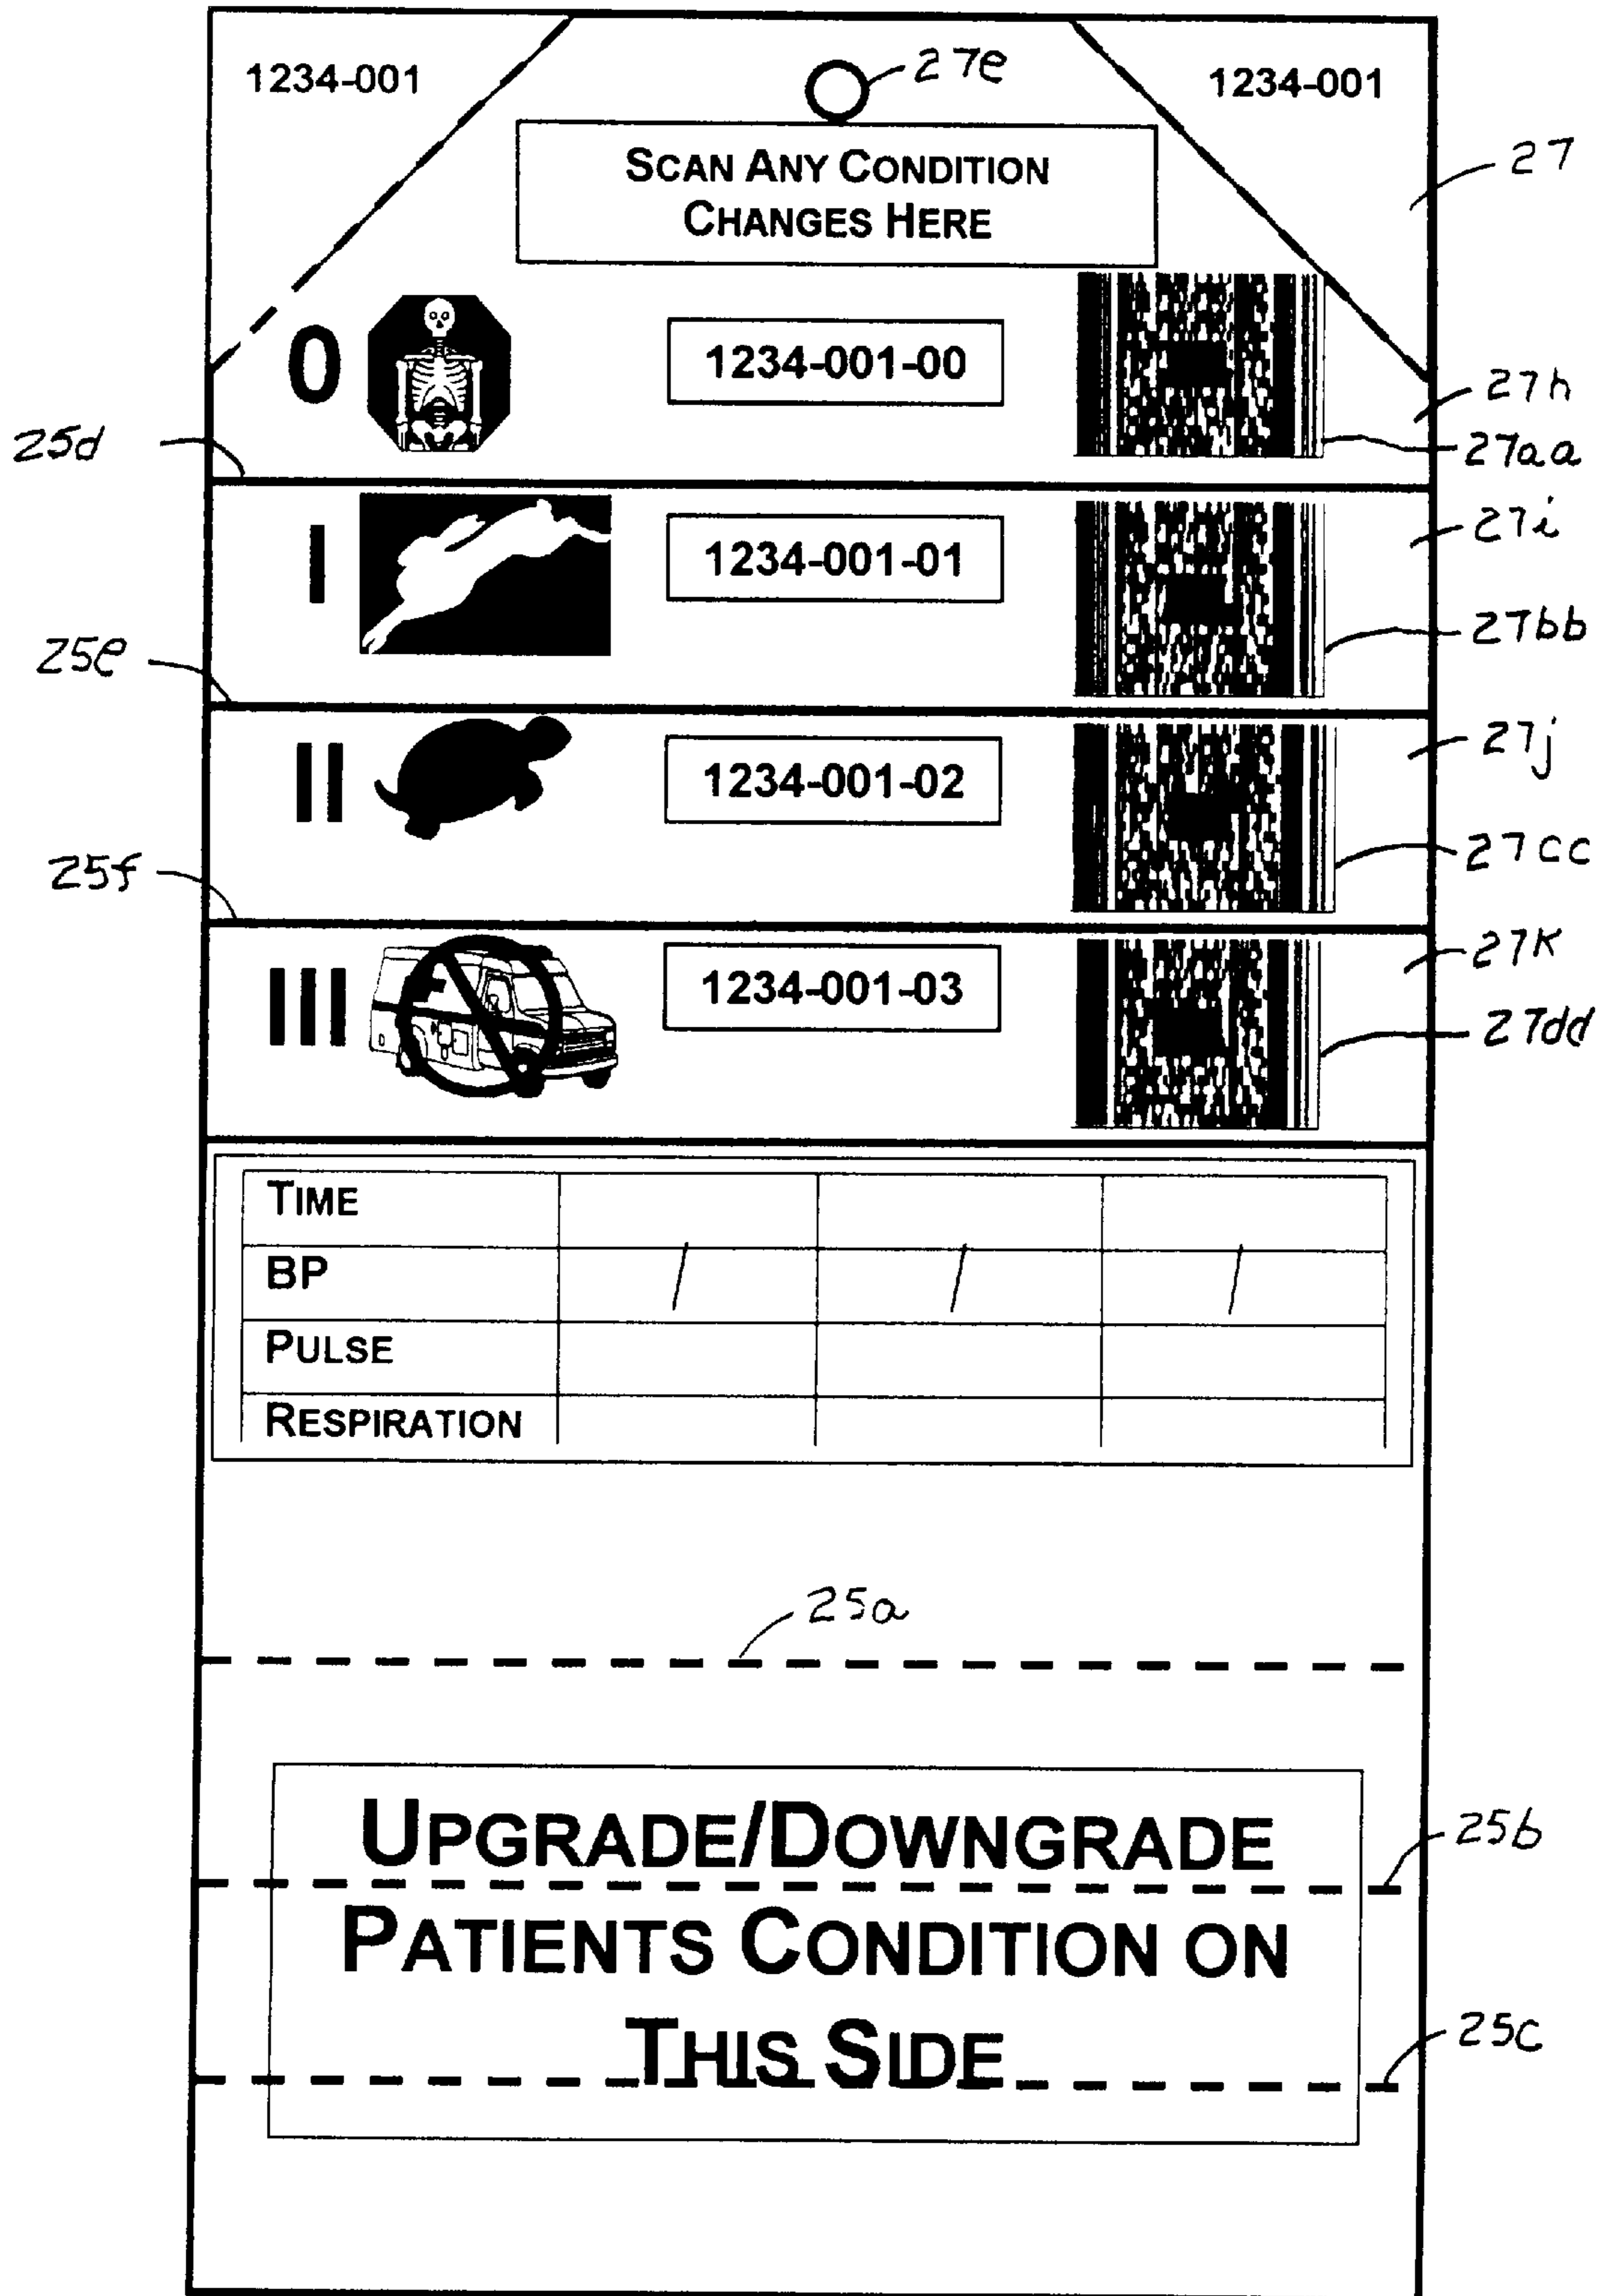 1234-001
27e
1234-001
SCAN ANY CONDITION
CHANGES HERE
27
0
1234-001-00
27h
27aa
25d
I
1234-001-01
27i
27bb
25e
II
1234-001-02
27j
27cc
25f
III
1234-001-03
27K
27dd
TIME
BP / / /
PULSE
RESPIRATION
25a
UPGRADE/DOWNGRADE
25b
PATIENTS CONDITION ON
THIS SIDE
25c